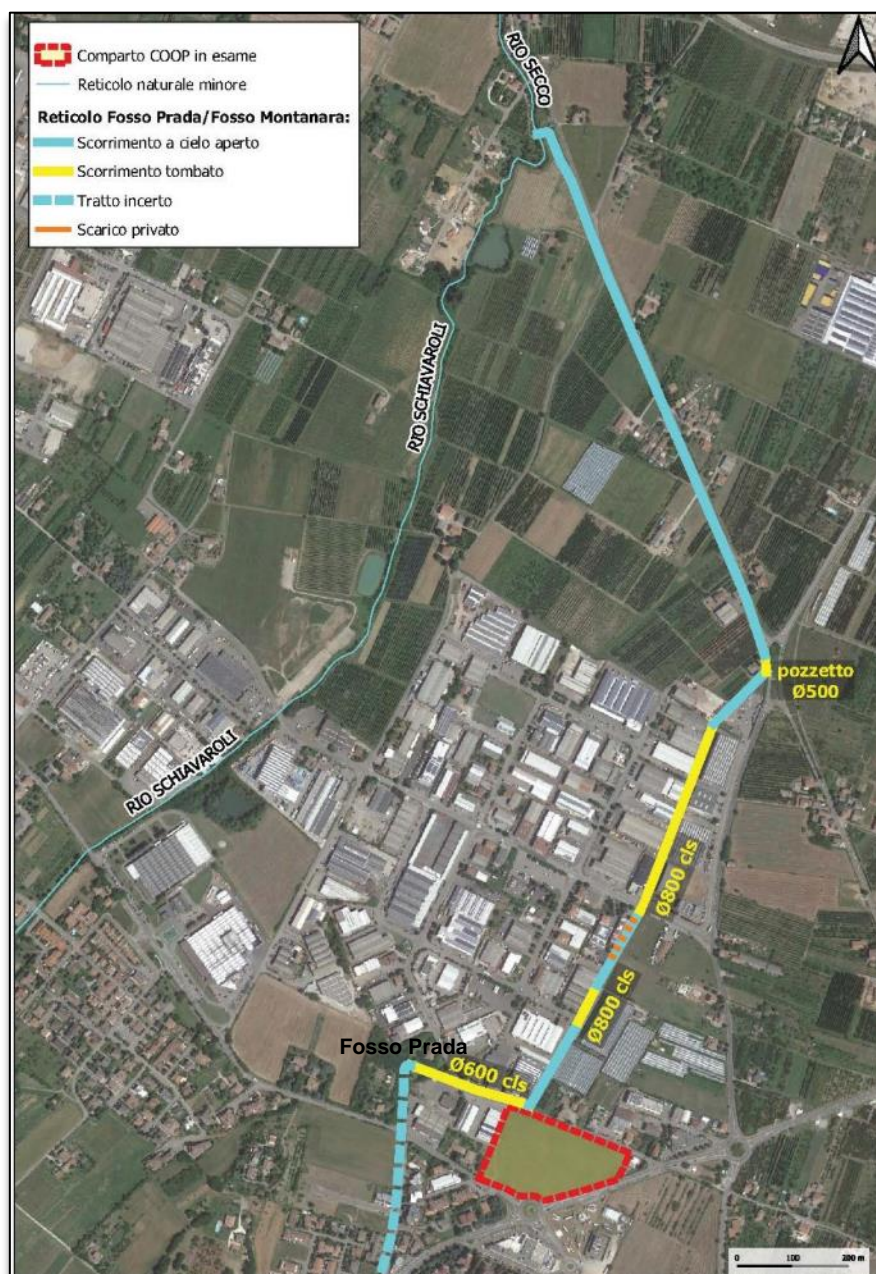 Comparto COOP in esame
Reticolo naturale minore
Reticolo Fosso Prada/Fosso Montanara:
Scorrimento a cielo aperto
Scorrimento tombato
Tratto incerto
Scarico privato
RIO SECCO
RIO SCHIAVAROLI
pozzetto
Ø500
RIO SCHIAVAROLI
Ø800 cls
Ø800 cls
Fosso Prada
Ø600 cls
0 100 200 m